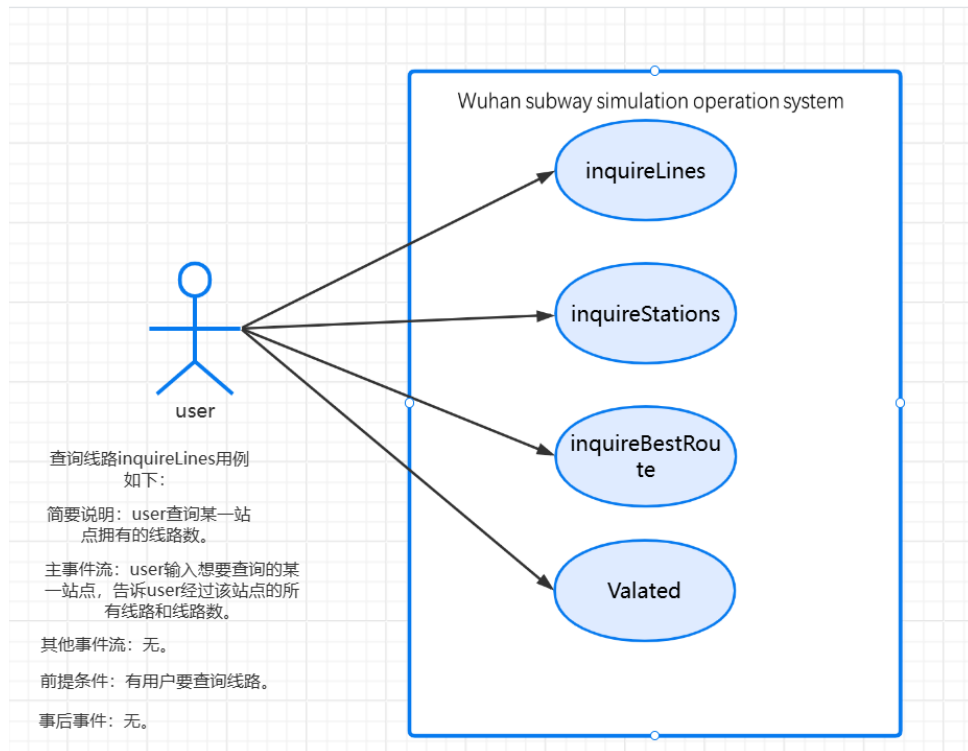 Wuhan subway simulation operation system
inquireLines
inquireStations
inquireBestRou
te
Valated
user
查询线路inquireLines用例
如下：
简要说明：user查询某一站
点拥有的线路数。
主事件流：user输入想要查询的某
一站点，告诉user经过该站点的所
有线路和线路数。
其他事件流：无。
前提条件：有用户要查询线路。
事后事件：无。